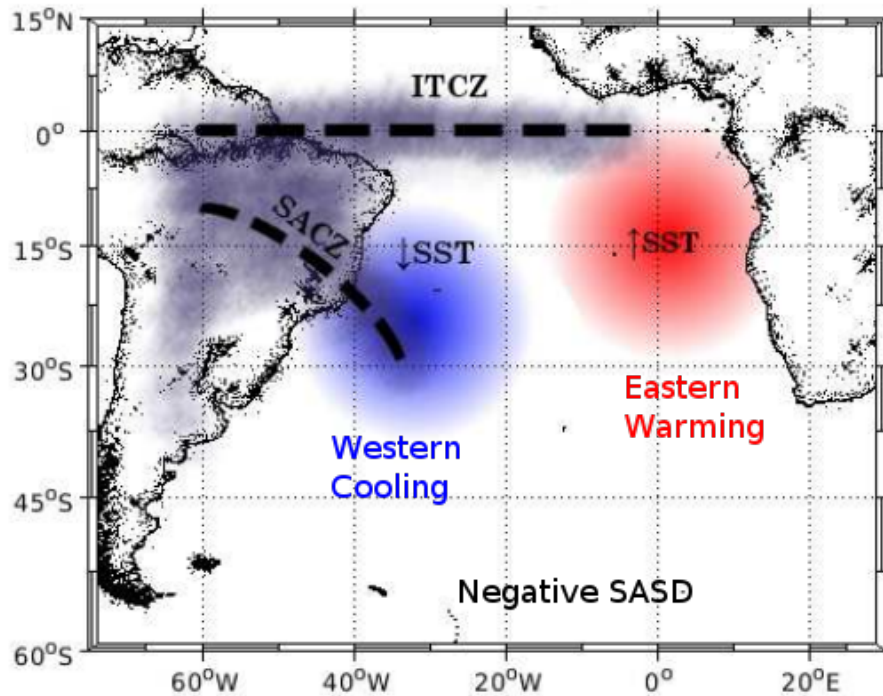 15°N
ITCZ
0°
SACZ
15°S
↓SST
↑SST
30°S
Eastern
Warming
Western
Cooling
45°S
Negative SASD
60°S
60°W
40°W
20°W
0°
20°E